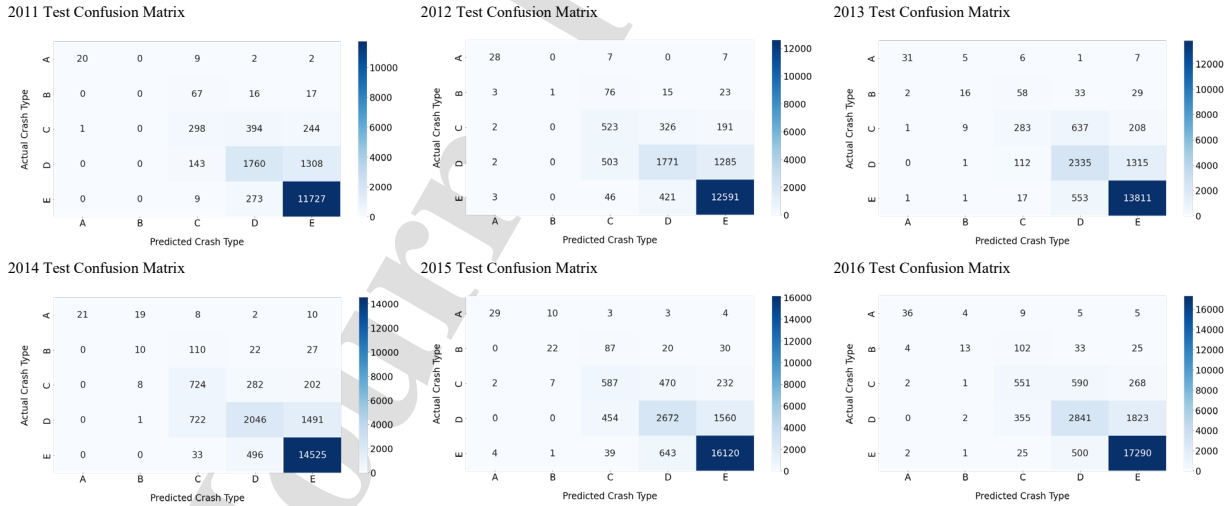 2011 Test Confusion Matrix
A 20 0 9 2 2
B 0 0 67 16 17
C 1 0 298 394 244
D 0 0 143 1760 1308
E 0 0 9 273 11727
A B C D E
Actual Crash Type
Predicted Crash Type
10000
8000
6000
4000
2000
0
2012 Test Confusion Matrix
A 28 0 7 0 7
B 3 1 76 15 23
C 2 0 523 326 191
D 2 0 503 1771 1285
E 3 0 46 421 12591
A B C D E
Actual Crash Type
Predicted Crash Type
12000
10000
8000
6000
4000
2000
0
2013 Test Confusion Matrix
A 31 5 6 1 7
B 2 16 58 33 29
C 1 9 283 637 208
D 0 1 112 2335 1315
E 1 1 17 553 13811
A B C D E
Actual Crash Type
Predicted Crash Type
12000
10000
8000
6000
4000
2000
0
2014 Test Confusion Matrix
A 21 19 8 2 10
B 0 10 110 22 27
C 0 8 724 282 202
D 0 1 722 2046 1491
E 0 0 33 496 14525
A B C D E
Actual Crash Type
Predicted Crash Type
14000
12000
10000
8000
6000
4000
2000
0
2015 Test Confusion Matrix
A 29 10 3 3 4
B 0 22 87 20 30
C 2 7 587 470 232
D 0 0 454 2672 1560
E 4 1 39 643 16120
A B C D E
Actual Crash Type
Predicted Crash Type
16000
14000
12000
10000
8000
6000
4000
2000
0
2016 Test Confusion Matrix
A 36 4 9 5 5
B 4 13 102 33 25
C 2 1 551 590 268
D 0 2 355 2841 1823
E 2 1 25 500 17290
A B C D E
Actual Crash Type
Predicted Crash Type
16000
14000
12000
10000
8000
6000
4000
2000
0